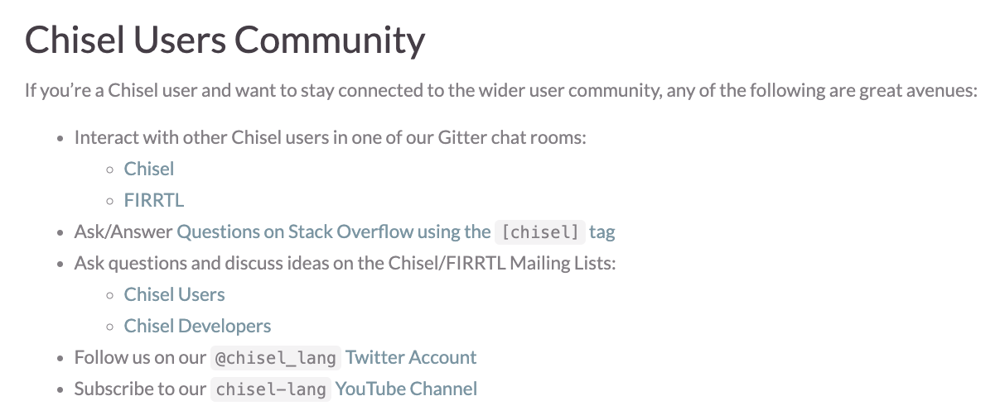 Chisel Users Community
If you’re a Chisel user and want to stay connected to the wider user community, any of the following are great avenues:
Interact with other Chisel users in one of our Gitter chat rooms:
Chisel
FIRRTL
Ask/Answer Questions on Stack Overflow using the [chisel] tag
Ask questions and discuss ideas on the Chisel/FIRRTL Mailing Lists:
Chisel Users
Chisel Developers
Follow us on our @chisel_lang Twitter Account
Subscribe to our chisel-lang YouTube Channel